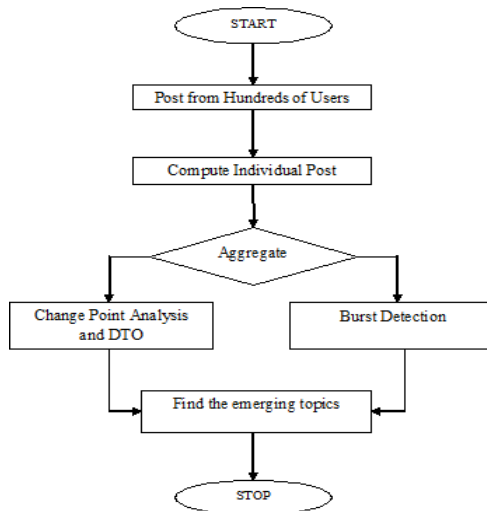 START
Post from Hundreds of Users
Compute Individual Post
Aggregate
Change Point Analysis
and DTO
Burst Detection
Find the emerging topics
STOP